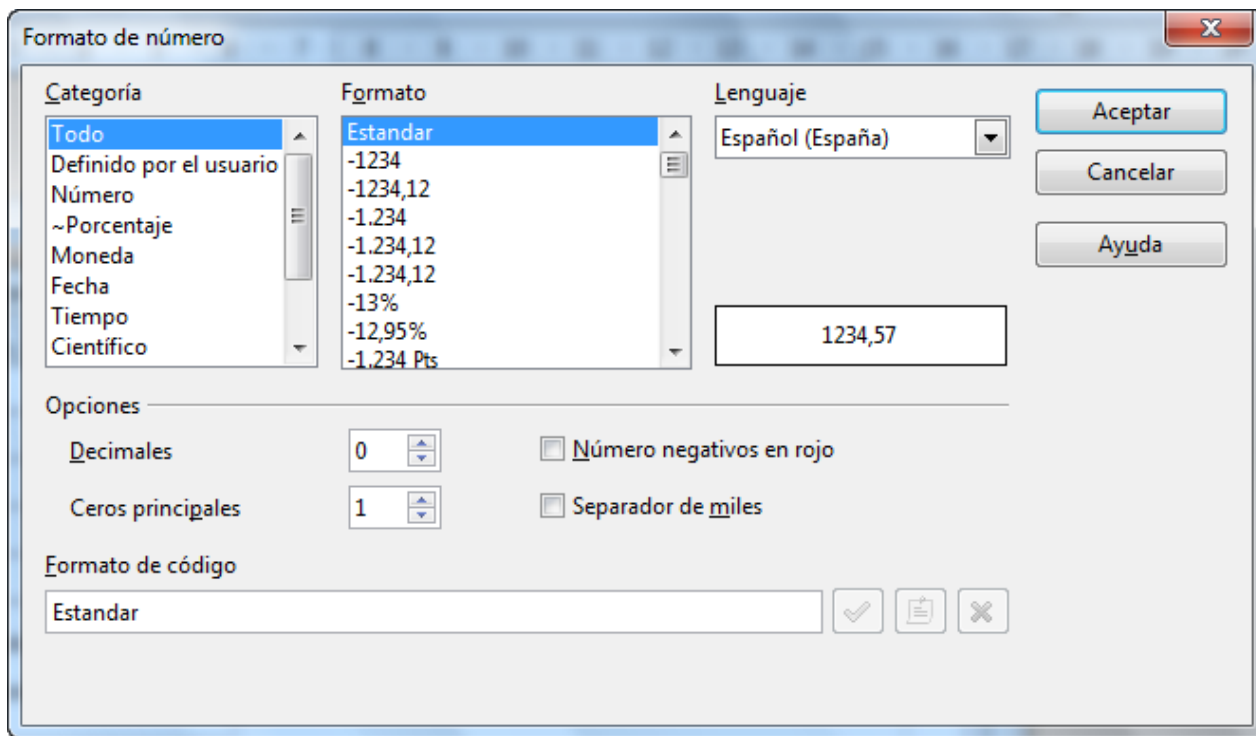 Formato de número
Categoría
Todo
Definido por el usuario
Número
~Porcentaje
Moneda
Fecha
Tiempo
Científico
Formato
Estandar
-1234
-1234,12
-1.234
-1.234,12
-1.234,12
-13%
-12,95%
-1.234 Pts
Lenguaje
Español (España)
1234,57
Aceptar
Cancelar
Ayuda
Opciones
Decimales
0
Número negativos en rojo
Ceros principales
1
Separador de miles
Formato de código
Estandar